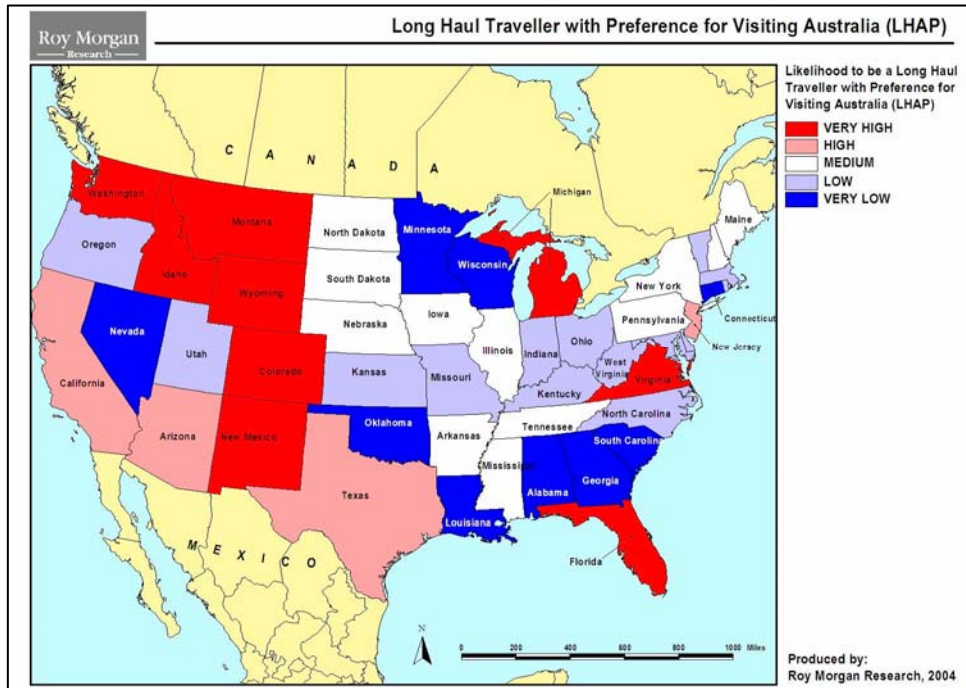 Roy Morgan
Research
Long Haul Traveller with Preference for Visiting Australia (LHAP)
Likelihood to be a Long Haul
Traveller with Preference for
Visiting Australia (LHAP)
VERY HIGH
HIGH
MEDIUM
LOW
VERY LOW
CANADA
Michigan
Washington
Montana
North Dakota
Minnesota
Maine
Oregon
Idaho
Wisconsin
South Dakota
Wyoming
New York
Nebraska
Iowa
Pennsylvania
Connecticut
Nevada
Utah
Illinois
Indiana
Ohio
New Jersey
California
Colorado
Kansas
Missouri
West
Virginia
Virginia
Kentucky
Arizona
New Mexico
Oklahoma
Arkansas
Tennessee
North Carolina
South Carolina
Texas
Mississippi
Alabama
Georgia
Louisiana
MEXICO
Florida
N
0 200 400 600 800 1000 Miles
Produced by:
Roy Morgan Research, 2004